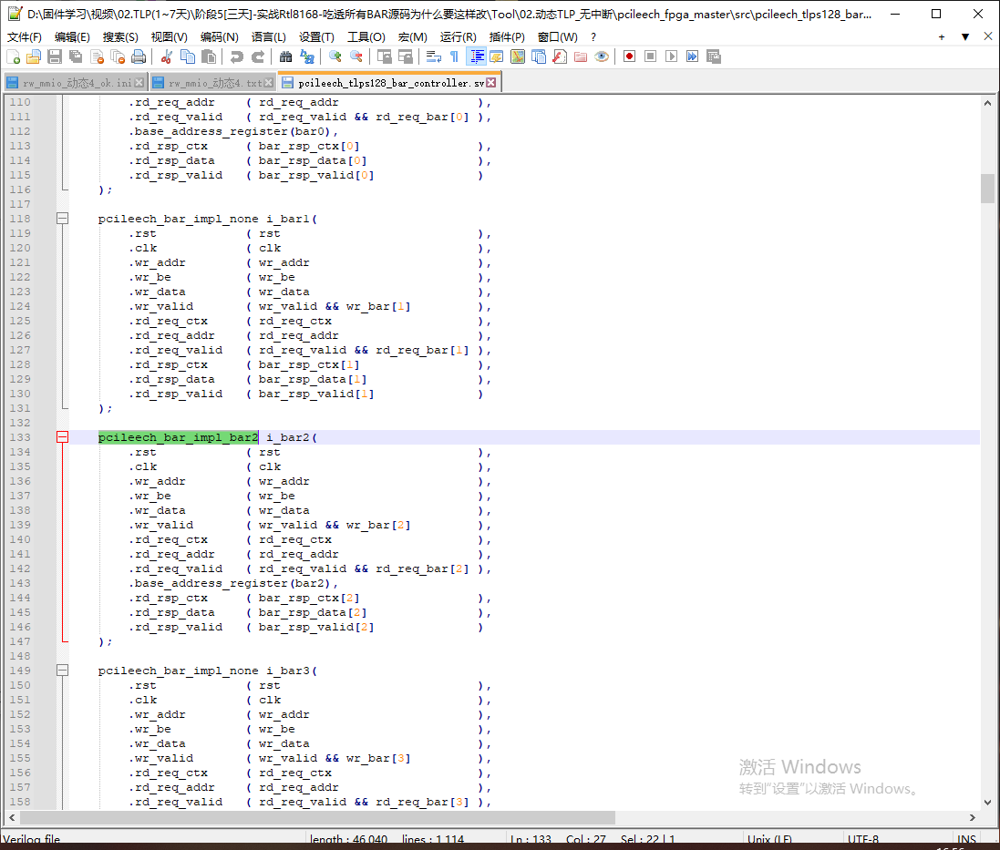 D:\固件学习\视频\02.TLP(1~7天)\阶段5[三天]-实战Rtl8168-吃透所有BAR源码为什么要这样改\Tool\02.动态TLP_无中断\pcileech_fpga_master\src\pcileech_tlps128_bar...
文件(F) 编辑(E) 搜索(S) 视图(V) 编码(N) 语言(L) 设置(T) 工具(O) 宏(M) 运行(R) 插件(P) 窗口(W) ?
rw_mmio_动态4_ok.ini rw_mmio_动态4.txt pcileech_tlps128_bar_controller.sv
110 .rd_req_addr ( rd_req_addr ),
111 .rd_req_valid ( rd_req_valid && rd_req_bar[0] ),
112 .base_address_register(bar0),
113 .rd_rsp_ctx ( bar_rsp_ctx[0] ),
114 .rd_rsp_data ( bar_rsp_data[0] ),
115 .rd_rsp_valid ( bar_rsp_valid[0] )
116 );
117
118 pcileech_bar_impl_none i_bar1(
119 .rst ( rst ),
120 .clk ( clk ),
121 .wr_addr ( wr_addr ),
122 .wr_be ( wr_be ),
123 .wr_data ( wr_data ),
124 .wr_valid ( wr_valid && wr_bar[1] ),
125 .rd_req_ctx ( rd_req_ctx ),
126 .rd_req_addr ( rd_req_addr ),
127 .rd_req_valid ( rd_req_valid && rd_req_bar[1] ),
128 .rd_rsp_ctx ( bar_rsp_ctx[1] ),
129 .rd_rsp_data ( bar_rsp_data[1] ),
130 .rd_rsp_valid ( bar_rsp_valid[1] )
131 );
132
133 pcileech_bar_impl_bar2 i_bar2(
134 .rst ( rst ),
135 .clk ( clk ),
136 .wr_addr ( wr_addr ),
137 .wr_be ( wr_be ),
138 .wr_data ( wr_data ),
139 .wr_valid ( wr_valid && wr_bar[2] ),
140 .rd_req_ctx ( rd_req_ctx ),
141 .rd_req_addr ( rd_req_addr ),
142 .rd_req_valid ( rd_req_valid && rd_req_bar[2] ),
143 .base_address_register(bar2),
144 .rd_rsp_ctx ( bar_rsp_ctx[2] ),
145 .rd_rsp_data ( bar_rsp_data[2] ),
146 .rd_rsp_valid ( bar_rsp_valid[2] )
147 );
148
149 pcileech_bar_impl_none i_bar3(
150 .rst ( rst ),
151 .clk ( clk ),
152 .wr_addr ( wr_addr ),
153 .wr_be ( wr_be ),
154 .wr_data ( wr_data ),
155 .wr_valid ( wr_valid && wr_bar[3] ),
156 .rd_req_ctx ( rd_req_ctx ),
157 .rd_req_addr ( rd_req_addr ),
158 .rd_req_valid ( rd_req_valid && rd_req_bar[3] ),
激活 Windows
转到“设置”以激活 Windows。
Verilog file length : 46,040 lines : 1,114 Ln : 133 Col : 27 Sel : 22 | 1 Unix (LF) UTF-8 INS